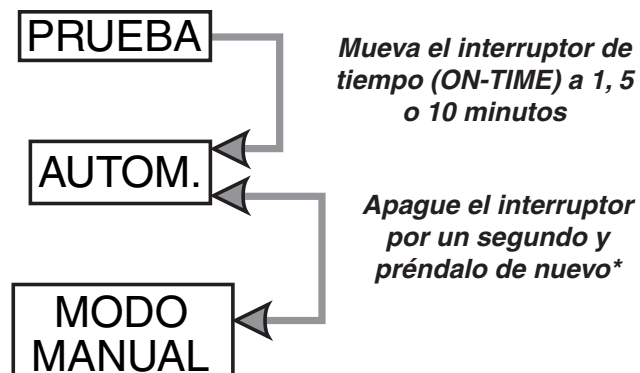 PRUEBA
Mueva el interruptor de
tiempo (ON-TIME) a 1, 5
o 10 minutos
AUTOM.
Apague el interruptor
por un segundo y
préndalo de nuevo*
MODO
MANUAL